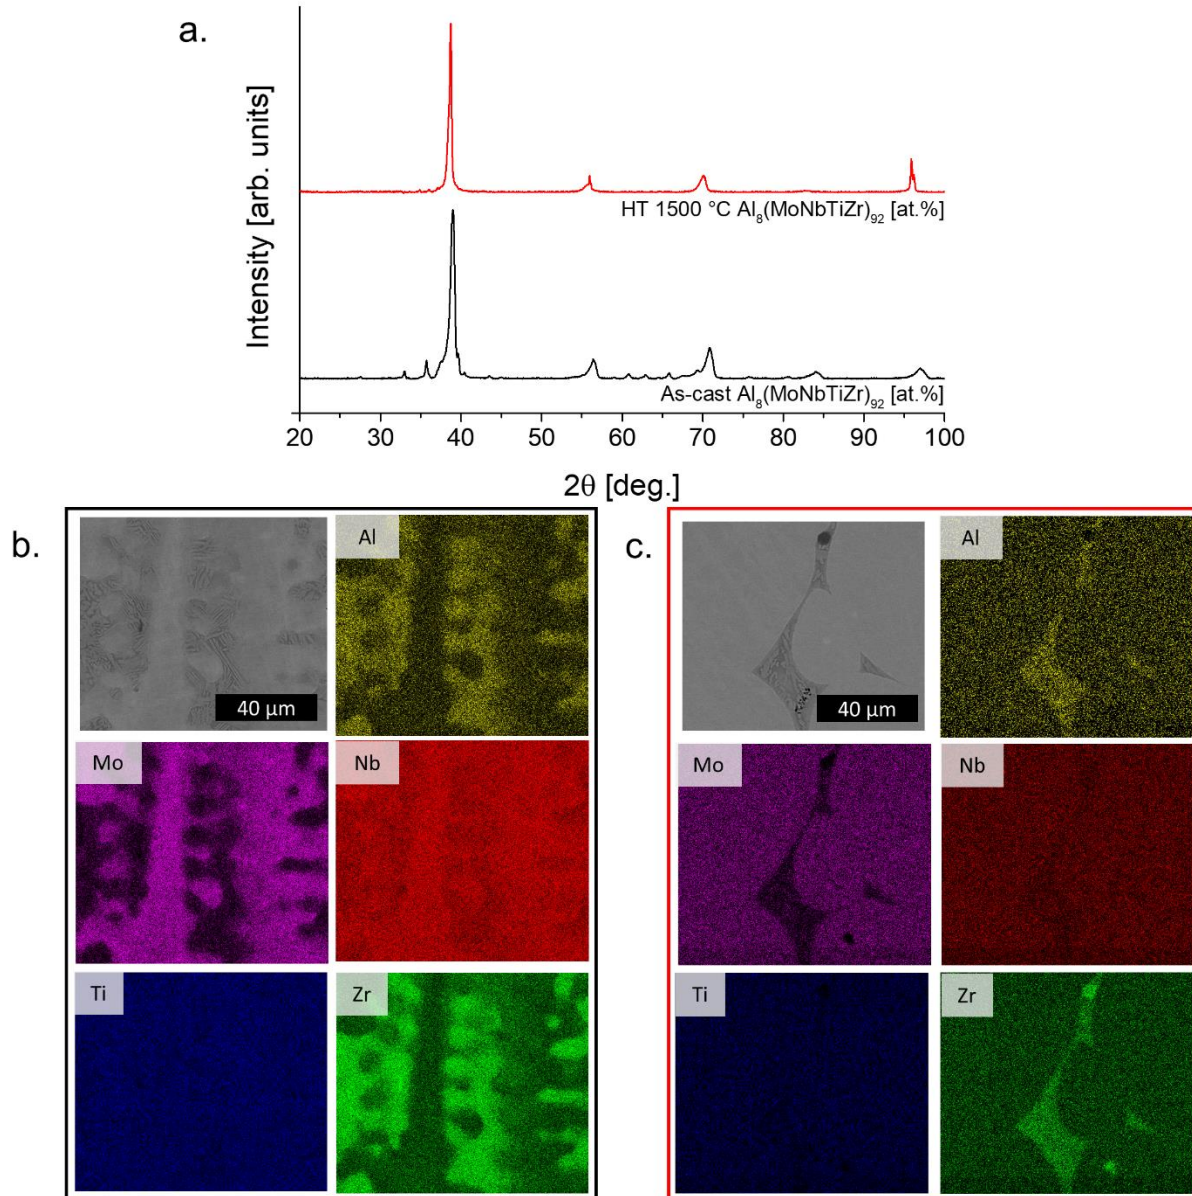 a.
Intensity [arb. units]
HT 1500 °C Al₈(MoNbTiZr)₉₂ [at.%]
As-cast Al₈(MoNbTiZr)₉₂ [at.%]
20 30 40 50 60 70 80 90 100
2θ [deg.]
b.
Al
40 µm
Mo
Nb
Ti
Zr
c.
Al
40 µm
Mo
Nb
Ti
Zr